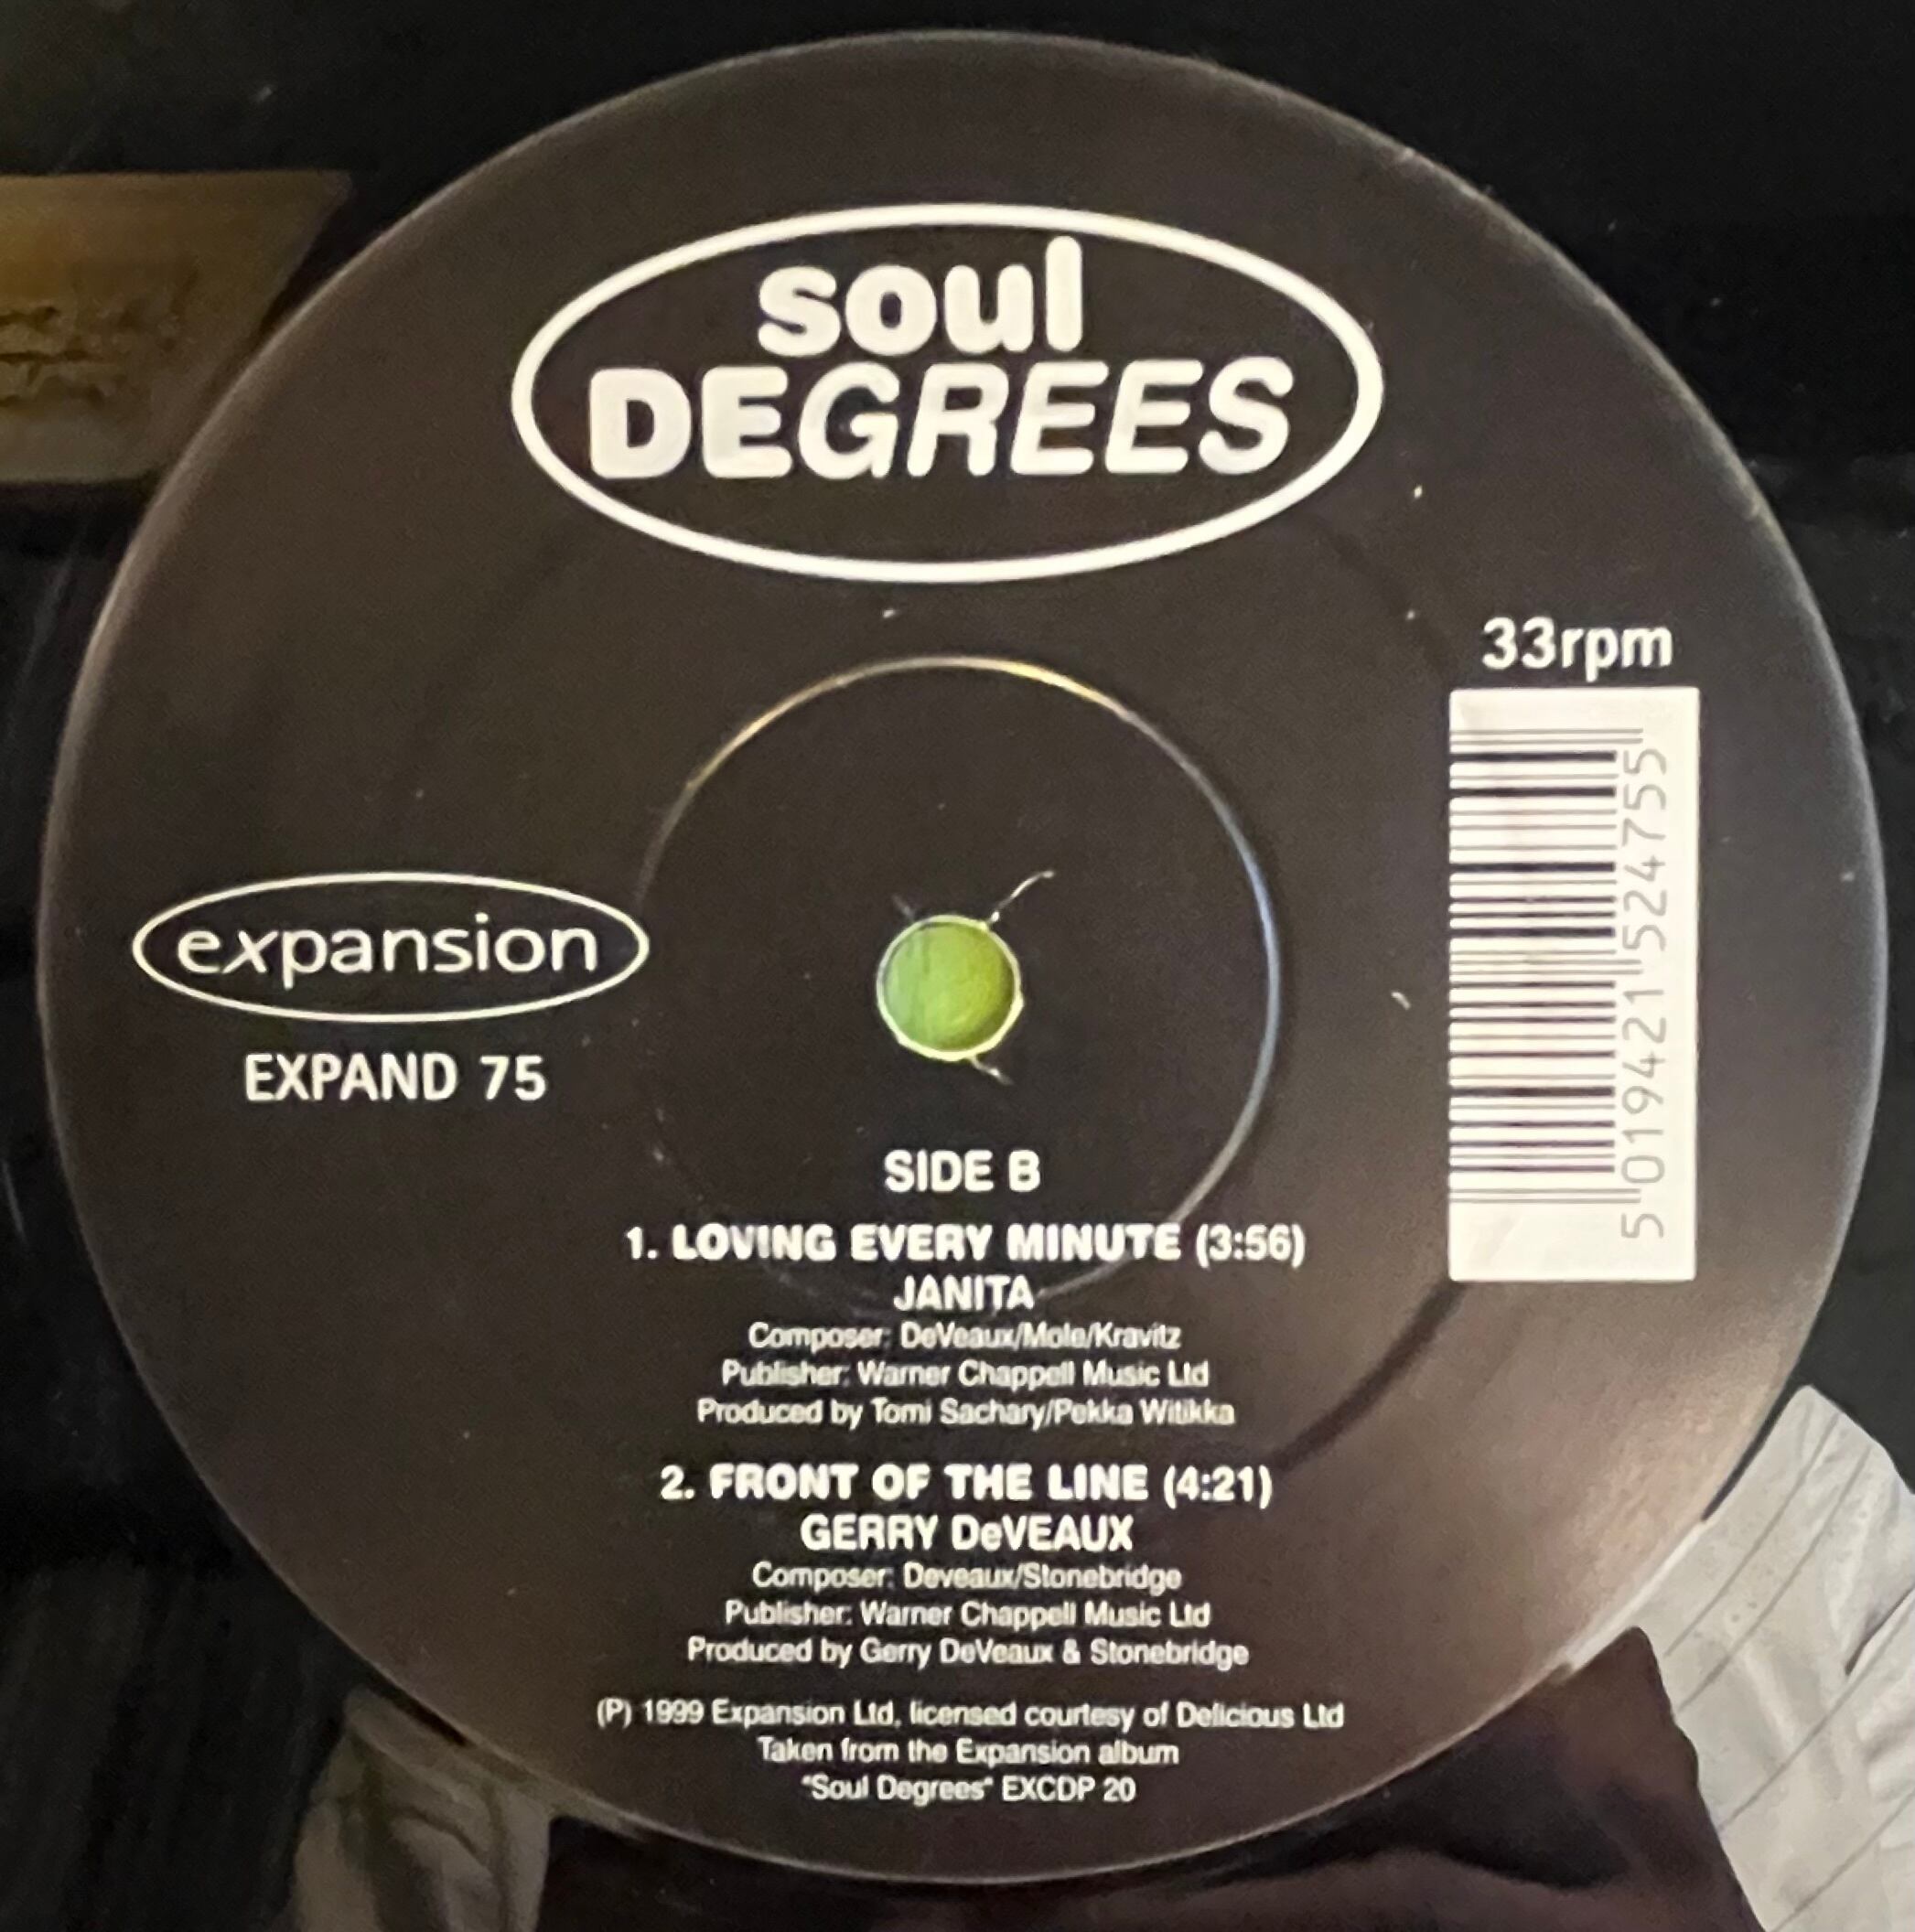 soul
DEGREES
33rpm
5 019421 524755
expansion
EXPAND 75
SIDE B
1. LOVING EVERY MINUTE (3:56)
JANITA
Composer: DeVeaux/Mole/Kravitz
Publisher: Warner Chappell Music Ltd
Produced by Tomi Sachary/Pekka Witikka
2. FRONT OF THE LINE (4:21)
GERRY DeVEAUX
Composer: Deveaux/Stonebridge
Publisher: Warner Chappell Music Ltd
Produced by Gerry DeVeaux & Stonebridge
(P) 1999 Expansion Ltd, licensed courtesy of Delicious Ltd
Taken from the Expansion album
"Soul Degrees" EXCDP 20